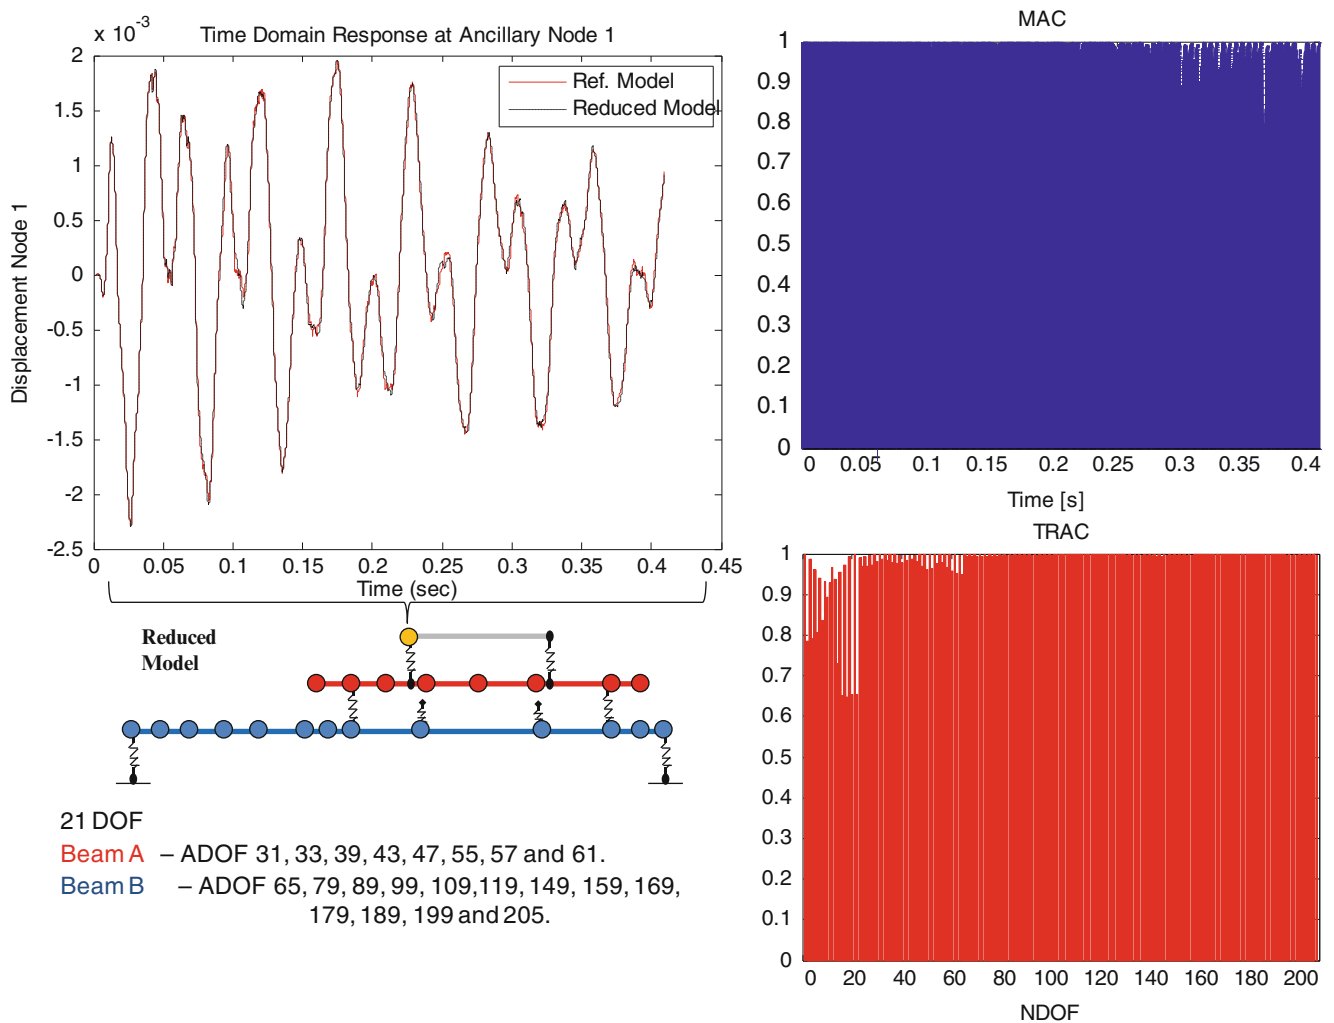 x 10⁻³
Time Domain Response at Ancillary Node 1
2
1.5
1
0.5
0
-0.5
-1
-1.5
-2
-2.5
Displacement Node 1
Ref. Model
Reduced Model
0 0.05 0.1 0.15 0.2 0.25 0.3 0.35 0.4 0.45
Time (sec)
Reduced
Model
21 DOF
Beam A – ADOF 31, 33, 39, 43, 47, 55, 57 and 61.
Beam B – ADOF 65, 79, 89, 99, 109,119, 149, 159, 169,
179, 189, 199 and 205.
MAC
1
0.9
0.8
0.7
0.6
0.5
0.4
0.3
0.2
0.1
0
0 0.05 0.1 0.15 0.2 0.25 0.3 0.35 0.4
Time [s]
TRAC
1
0.9
0.8
0.7
0.6
0.5
0.4
0.3
0.2
0.1
0
0 20 40 60 80 100 120 140 160 180 200
NDOF